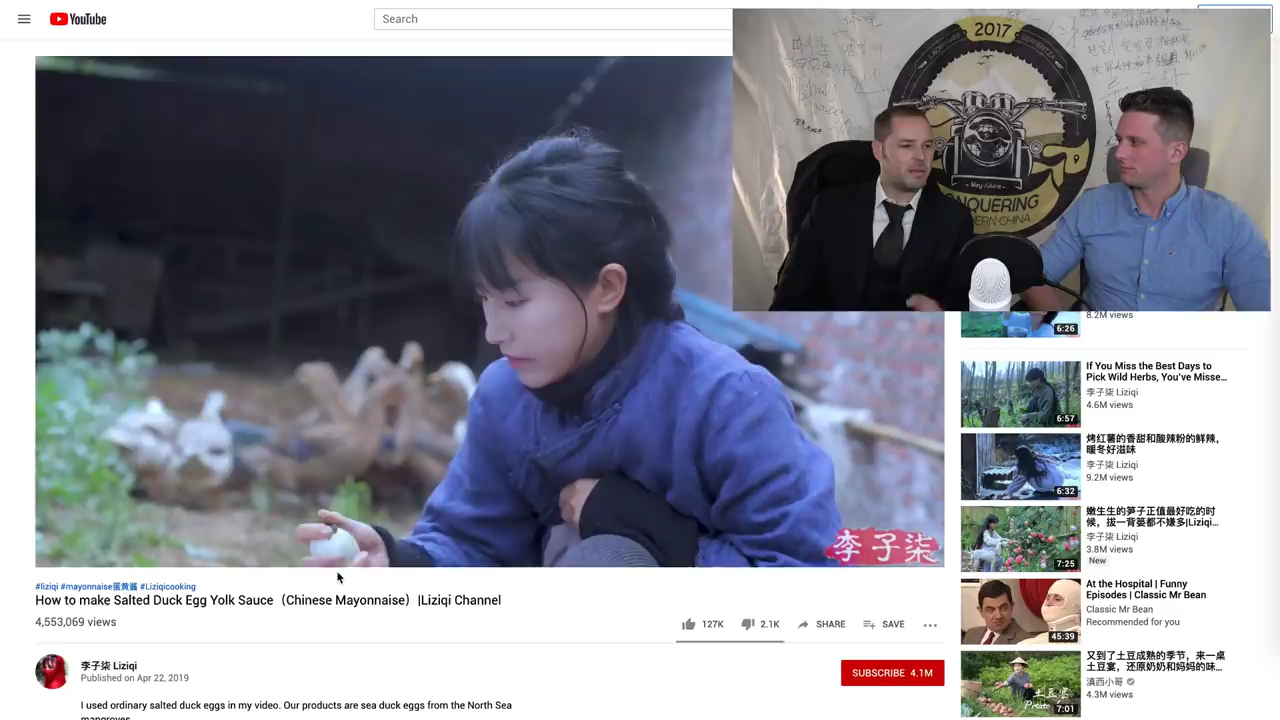 YouTube
Search
2017
LAOWHY86
SERPENTZA
May / June
CONQUERING
李子柒
#liziqi #mayonnaise蛋黄酱 #Liziqicooking
How to make Salted Duck Egg Yolk Sauce（Chinese Mayonnaise）|Liziqi Channel
4,553,069 views
127K
2.1K
SHARE
SAVE
李子柒 Liziqi
Published on Apr 22, 2019
SUBSCRIBE 4.1M
I used ordinary salted duck eggs in my video. Our products are sea duck eggs from the North Sea
mangroves
8.2M views
6:26
If You Miss the Best Days to
Pick Wild Herbs, You've Misse...
李子柒 Liziqi
4.6M views
6:57
烤红薯的香甜和酸辣粉的鲜辣，
暖冬好滋味
李子柒 Liziqi
9.2M views
6:32
嫩生生的笋子正值最好吃的时
候，拔一背篓都不嫌多|Liziqi...
李子柒 Liziqi
3.8M views
New
7:25
At the Hospital | Funny
Episodes | Classic Mr Bean
Classic Mr Bean
Recommended for you
45:39
又到了土豆成熟的季节，来一桌
土豆宴，还原奶奶和妈妈的味...
滇西小哥
4.3M views
土豆宴
Potato
7:01